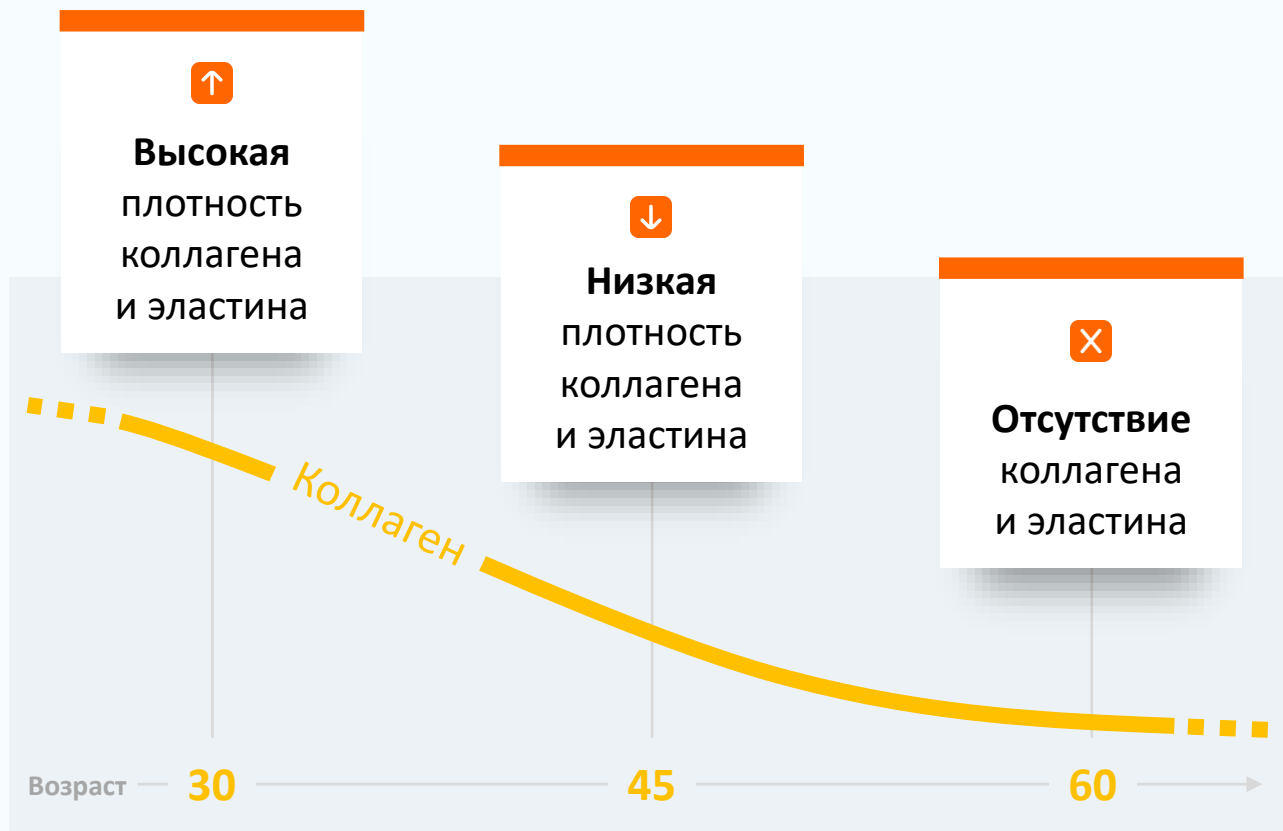 Высокая
плотность
коллагена
и эластина
Низкая
плотность
коллагена
и эластина
Отсутствие
коллагена
и эластина
Коллаген
Возраст 30 45 60